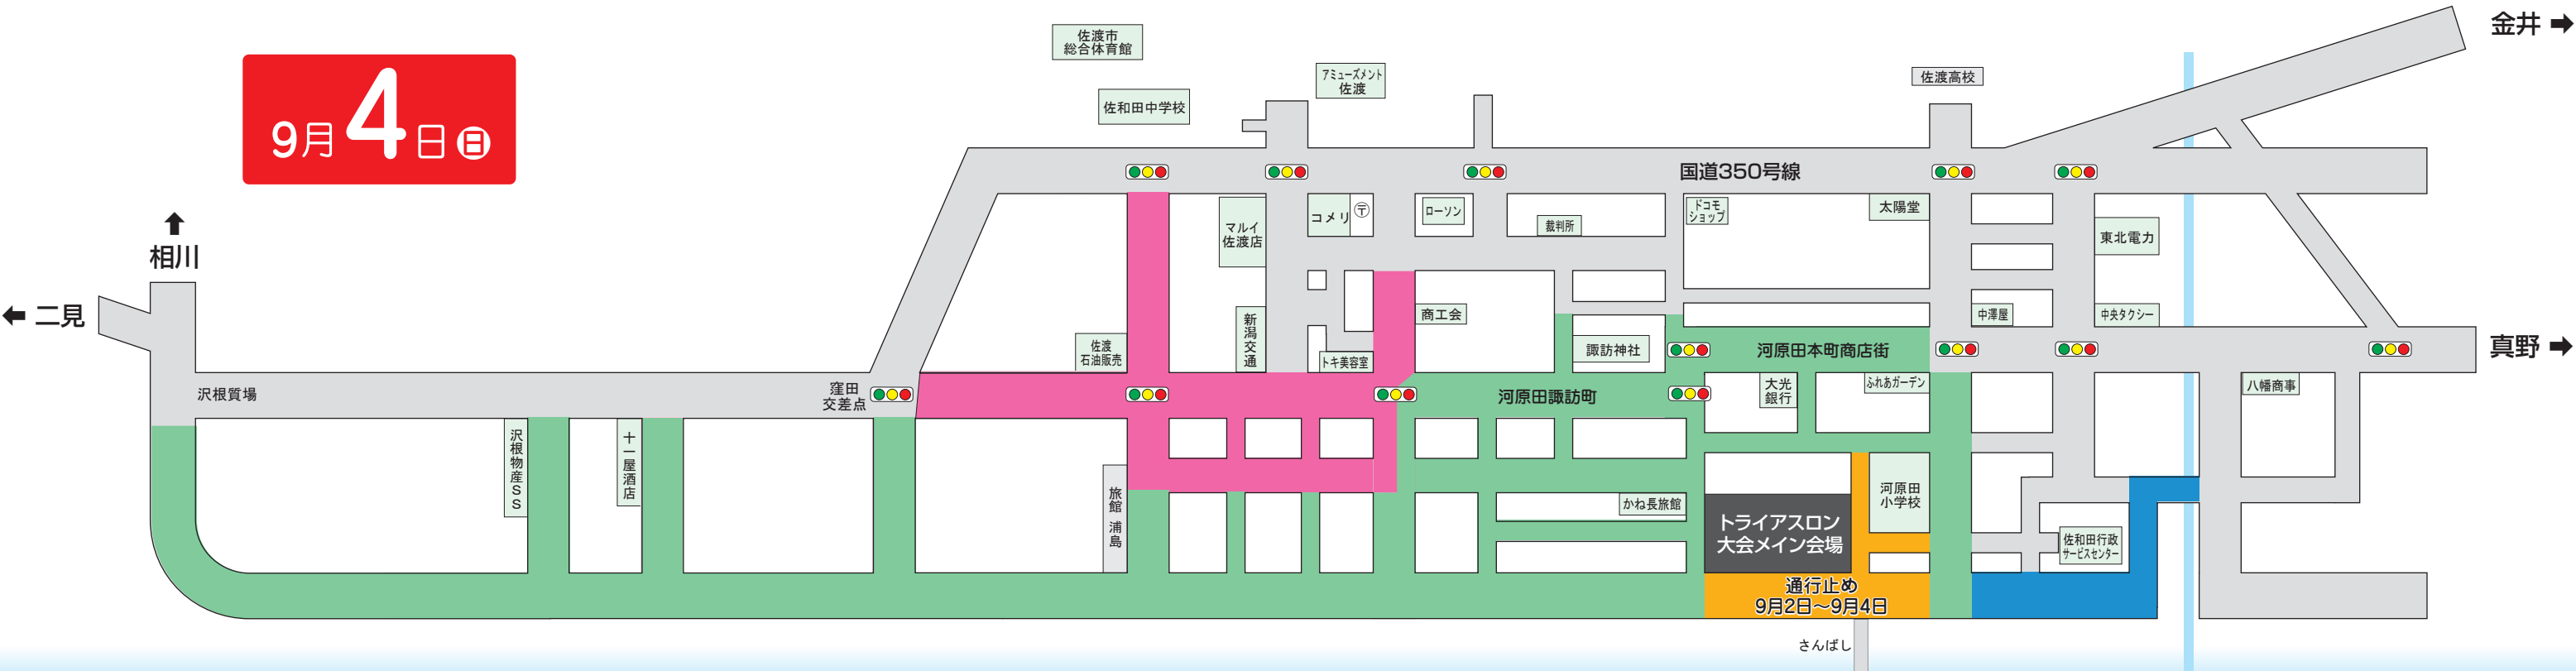 9月4日㊐
金井
佐渡市
総合体育館
佐和田中学校
アミューズメント
佐渡
佐渡高校
国道350号線
相川
二見
真野
マルイ
佐渡店
コメリ
〒
ローソン
裁判所
ドコモ
ショップ
太陽堂
東北電力
新潟交通
トキ美容室
商工会
諏訪神社
中澤屋
中央タクシー
佐渡
石油販売
河原田本町商店街
沢根質場
窪田
交差点
河原田諏訪町
大光
銀行
ふれあガーデン
八幡商事
沢根物産SS
十一屋酒店
旅館 浦島
かね長旅館
河原田
小学校
トライアスロン
大会メイン会場
佐和田行政
サービスセンター
通行止め
9月2日～9月4日
さんばし